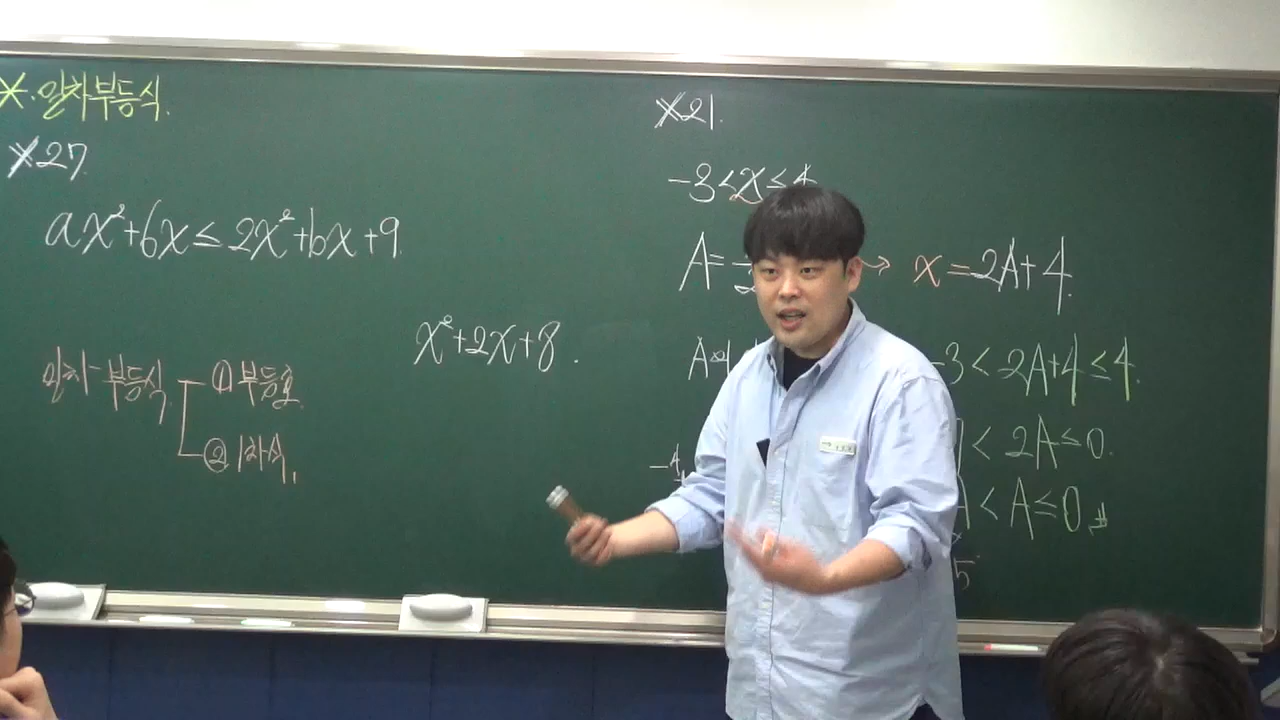 ※.일차부등식.
※27.
ax²+6x≤2x²+bx+9.
x²+2x+8.
일차-부등식
① 부등호.
② 1차식.
※21.
-3<x≤4
A=
→ x=2A+4.
-3<2A+4≤4.
<2A≤0.
<A≤0
-4
5